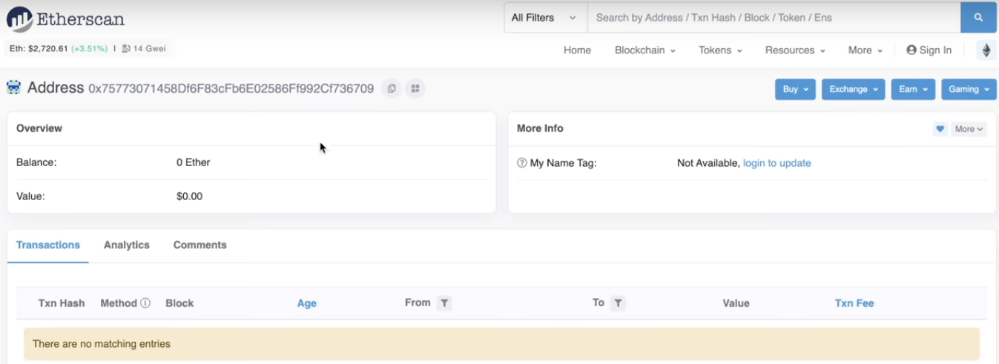 Etherscan
All Filters Search by Address / Txn Hash / Block / Token / Ens
Eth: $2,720.61 (+3.51%) | 14 Gwei
Home Blockchain Tokens Resources More Sign In
Address 0x75773071458Df6F83cFb6E02586Ff992Cf736709
Buy Exchange Earn Gaming
Overview
Balance: 0 Ether
Value: $0.00
More Info More
My Name Tag: Not Available, login to update
Transactions Analytics Comments
Txn Hash Method Block Age From To Value Txn Fee
There are no matching entries